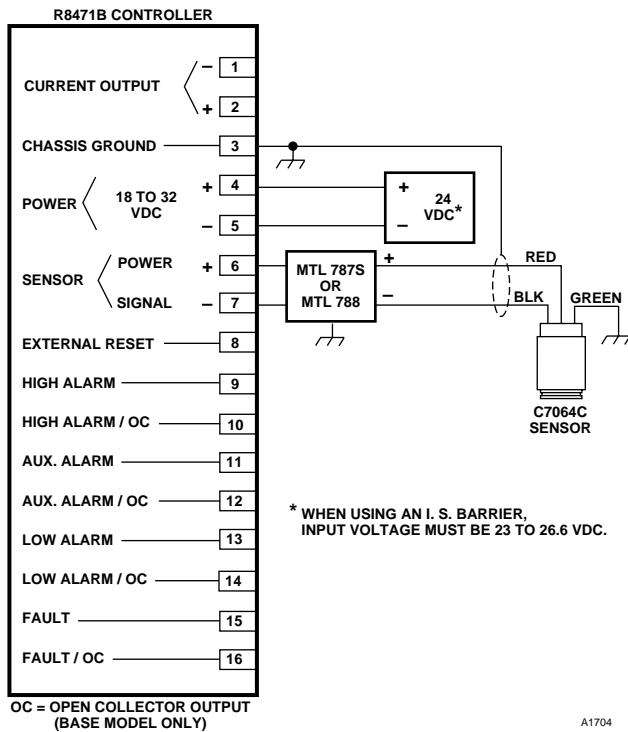 R8471B CONTROLLER
CURRENT OUTPUT
– 1
+ 2
CHASSIS GROUND 3
POWER
18 TO 32
VDC
+ 4
– 5
+
–
24
VDC*
SENSOR
POWER + 6
SIGNAL – 7
MTL 787S
OR
MTL 788
+
–
RED
BLK
GREEN
C7064C
SENSOR
EXTERNAL RESET 8
HIGH ALARM 9
HIGH ALARM / OC 10
AUX. ALARM 11
AUX. ALARM / OC 12
LOW ALARM 13
LOW ALARM / OC 14
FAULT 15
FAULT / OC 16
* WHEN USING AN I. S. BARRIER,
INPUT VOLTAGE MUST BE 23 TO 26.6 VDC.
OC = OPEN COLLECTOR OUTPUT
(BASE MODEL ONLY)
A1704